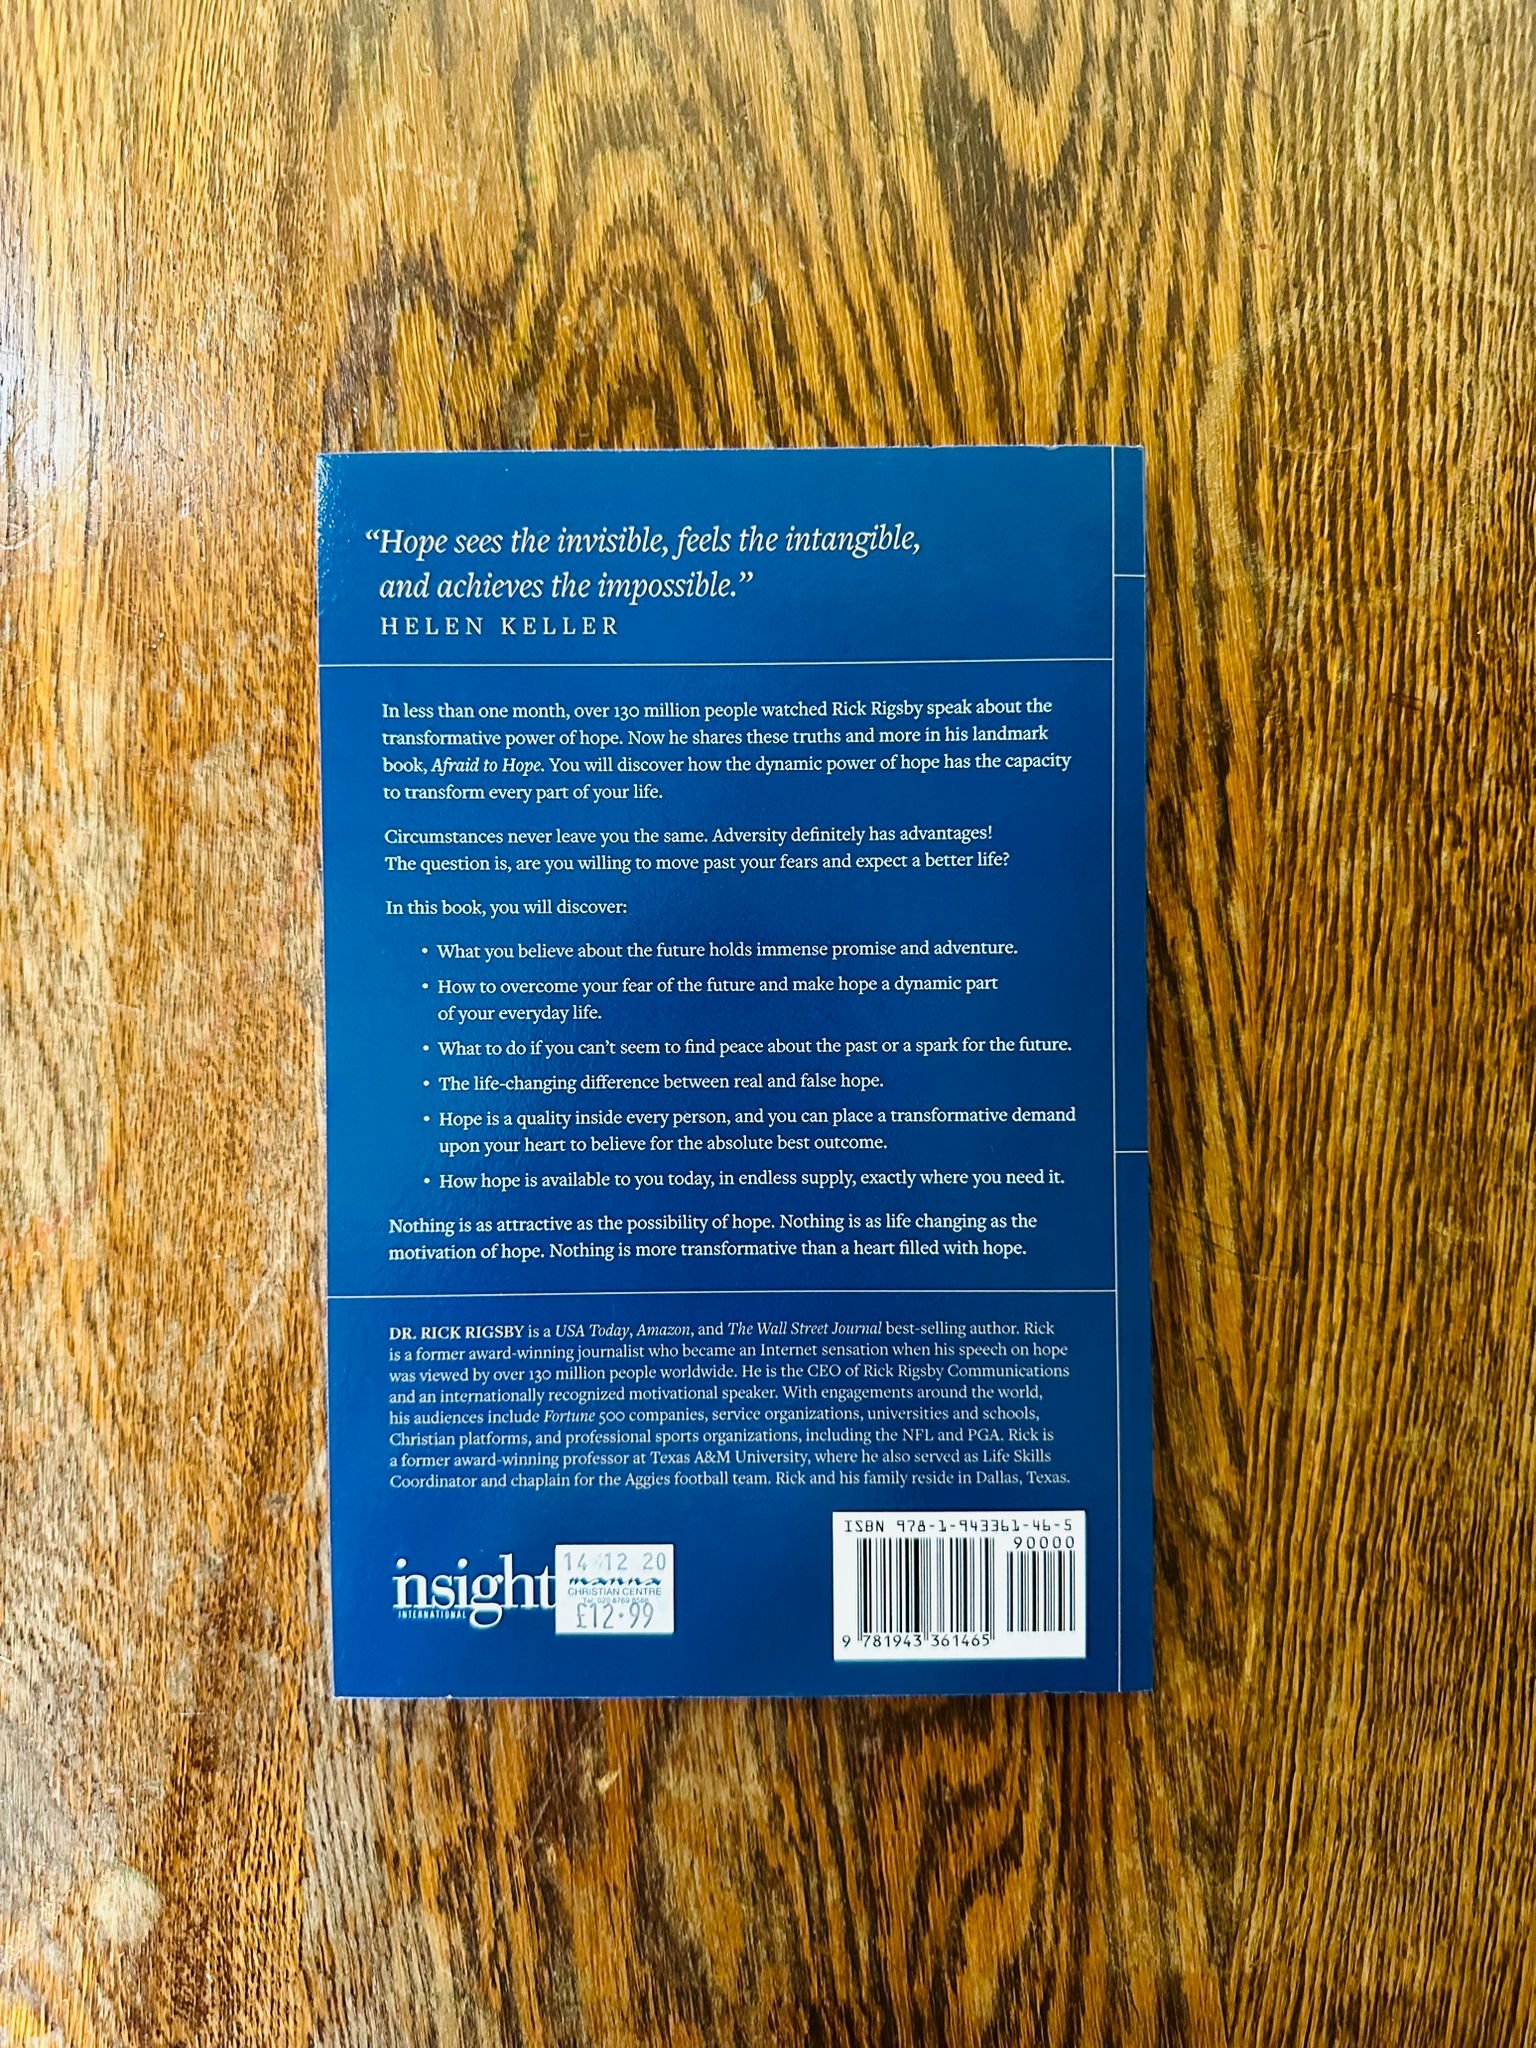 “Hope sees the invisible, feels the intangible,
and achieves the impossible.”
HELEN KELLER
In less than one month, over 130 million people watched Rick Rigsby speak about the
transformative power of hope. Now he shares these truths and more in his landmark
book, Afraid to Hope. You will discover how the dynamic power of hope has the capacity
to transform every part of your life.
Circumstances never leave you the same. Adversity definitely has advantages!
The question is, are you willing to move past your fears and expect a better life?
In this book, you will discover:
• What you believe about the future holds immense promise and adventure.
• How to overcome your fear of the future and make hope a dynamic part
of your everyday life.
• What to do if you can’t seem to find peace about the past or a spark for the future.
• The life-changing difference between real and false hope.
• Hope is a quality inside every person, and you can place a transformative demand
upon your heart to believe for the absolute best outcome.
• How hope is available to you today, in endless supply, exactly where you need it.
Nothing is as attractive as the possibility of hope. Nothing is as life changing as the
motivation of hope. Nothing is more transformative than a heart filled with hope.
DR. RICK RIGSBY is a USA Today, Amazon, and The Wall Street Journal best-selling author. Rick
is a former award-winning journalist who became an Internet sensation when his speech on hope
was viewed by over 130 million people worldwide. He is the CEO of Rick Rigsby Communications
and an internationally recognized motivational speaker. With engagements around the world,
his audiences include Fortune 500 companies, service organizations, universities and schools,
Christian platforms, and professional sports organizations, including the NFL and PGA. Rick is
a former award-winning professor at Texas A&M University, where he also served as Life Skills
Coordinator and chaplain for the Aggies football team. Rick and his family reside in Dallas, Texas.
insight
INTERNATIONAL
14 12 20
manna
CHRISTIAN CENTRE
Tel: 020 8769 8588
£12.99
ISBN 978-1-943361-46-5
90000
9 781943 361465